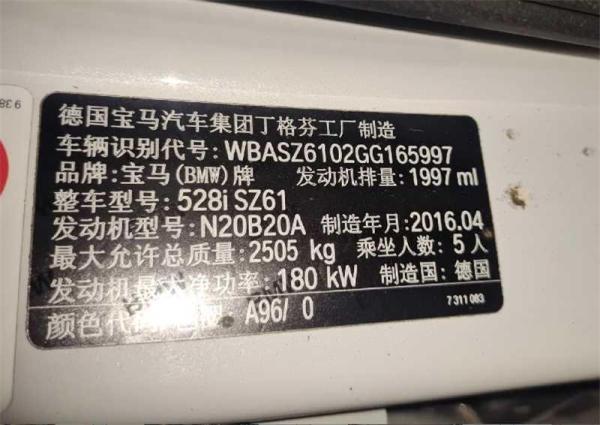 德国宝马汽车集团丁格芬工厂制造
车辆识别代号: WBASZ6102GG165997
品牌: 宝马(BMW)牌 发动机排量: 1997 ml
整车型号: 528i SZ61
发动机型号: N20B20A 制造年月: 2016.04
最大允许总质量: 2505 kg 乘坐人数: 5 人
发动机最大净功率: 180 kW 制造国: 德国
颜色代 A96/ 0
7 311 083